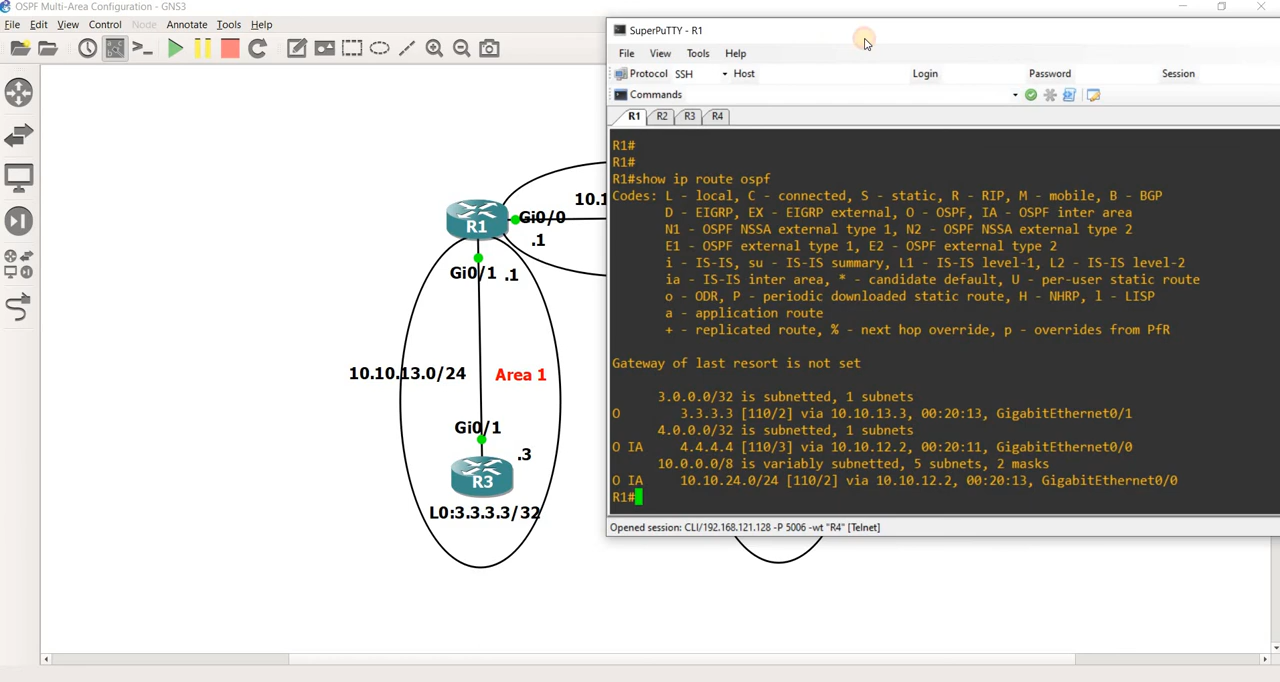 OSPF Multi-Area Configuration - GNS3
File Edit View Control Node Annotate Tools Help
SuperPuTTY - R1
File View Tools Help
Protocol SSH Host Login Password Session
Commands
R1 R2 R3 R4
R1#
R1#
R1#show ip route ospf
Codes: L - local, C - connected, S - static, R - RIP, M - mobile, B - BGP
D - EIGRP, EX - EIGRP external, O - OSPF, IA - OSPF inter area
N1 - OSPF NSSA external type 1, N2 - OSPF NSSA external type 2
E1 - OSPF external type 1, E2 - OSPF external type 2
i - IS-IS, su - IS-IS summary, L1 - IS-IS level-1, L2 - IS-IS level-2
ia - IS-IS inter area, * - candidate default, U - per-user static route
o - ODR, P - periodic downloaded static route, H - NHRP, l - LISP
a - application route
+ - replicated route, % - next hop override, p - overrides from PfR
Gateway of last resort is not set
3.0.0.0/32 is subnetted, 1 subnets
O 3.3.3.3 [110/2] via 10.10.13.3, 00:20:13, GigabitEthernet0/1
4.0.0.0/32 is subnetted, 1 subnets
O IA 4.4.4.4 [110/3] via 10.10.12.2, 00:20:11, GigabitEthernet0/0
10.0.0.0/8 is variably subnetted, 5 subnets, 2 masks
O IA 10.10.24.0/24 [110/2] via 10.10.12.2, 00:20:13, GigabitEthernet0/0
R1#
Opened session: CLI/192.168.121.128 -P 5006 -wt "R4" [Telnet]
10.1
R1
Gi0/0
.1
Gi0/1 .1
10.10.13.0/24
Area 1
Gi0/1
.3
R3
L0:3.3.3.3/32